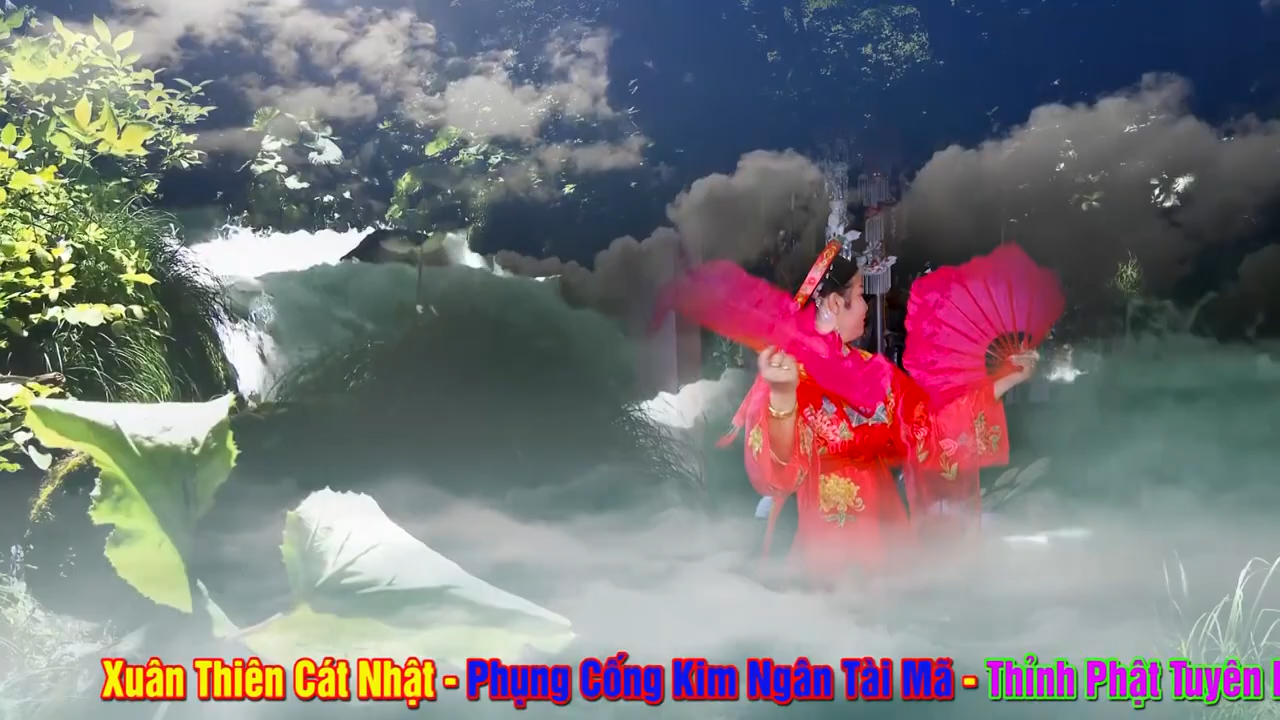 Xuân Thiên Cát Nhật - Phụng Cống Kim Ngân Tài Mã - Thỉnh Phật Tuyên